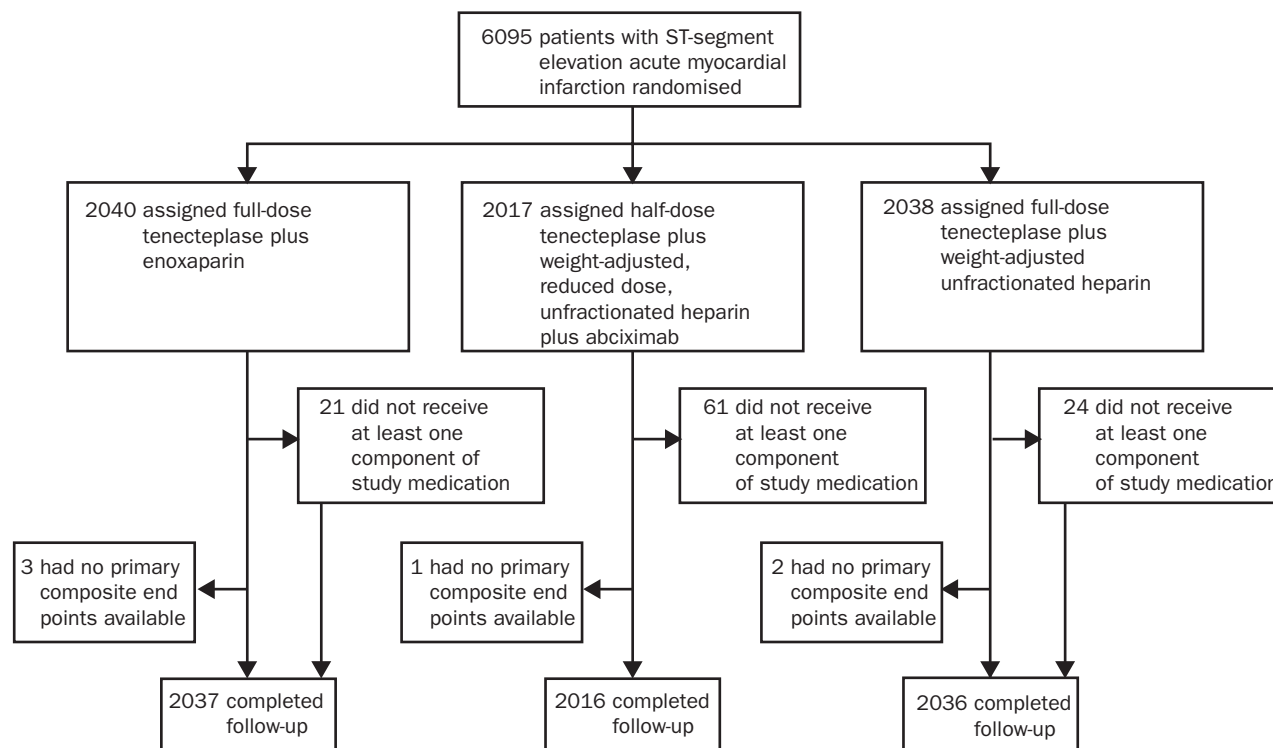 6095 patients with ST-segment
elevation acute myocardial
infarction randomised
2040 assigned full-dose
tenecteplase plus
enoxaparin
2017 assigned half-dose
tenecteplase plus
weight-adjusted,
reduced dose,
unfractionated heparin
plus abciximab
2038 assigned full-dose
tenecteplase plus
weight-adjusted
unfractionated heparin
21 did not receive
at least one
component of
study medication
61 did not receive
at least one
component
of study medication
24 did not receive
at least one
component
of study medication
3 had no primary
composite end
points available
1 had no primary
composite end
points available
2 had no primary
composite end
points available
2037 completed
follow-up
2016 completed
follow-up
2036 completed
follow-up